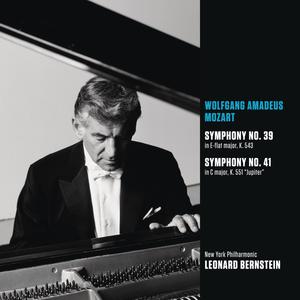 WOLFGANG AMADEUS
MOZART
SYMPHONY NO. 39
in E-flat major, K. 543
SYMPHONY NO. 41
in C major, K. 551 "Jupiter"
New York Philharmonic
LEONARD BERNSTEIN